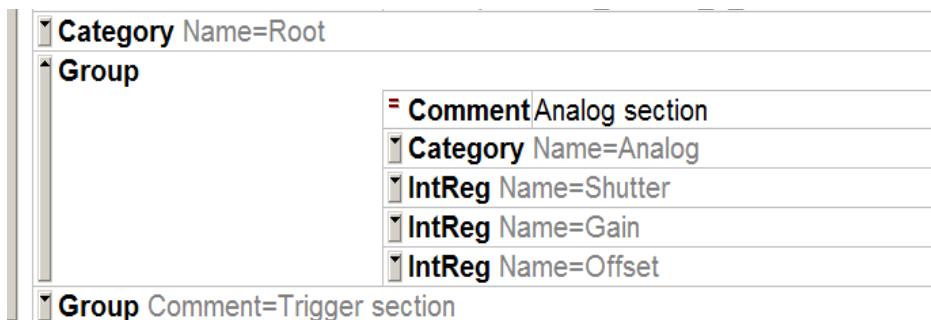 Category Name=Root
Group
= Comment Analog section
Category Name=Analog
IntReg Name=Shutter
IntReg Name=Gain
IntReg Name=Offset
Group Comment=Trigger section